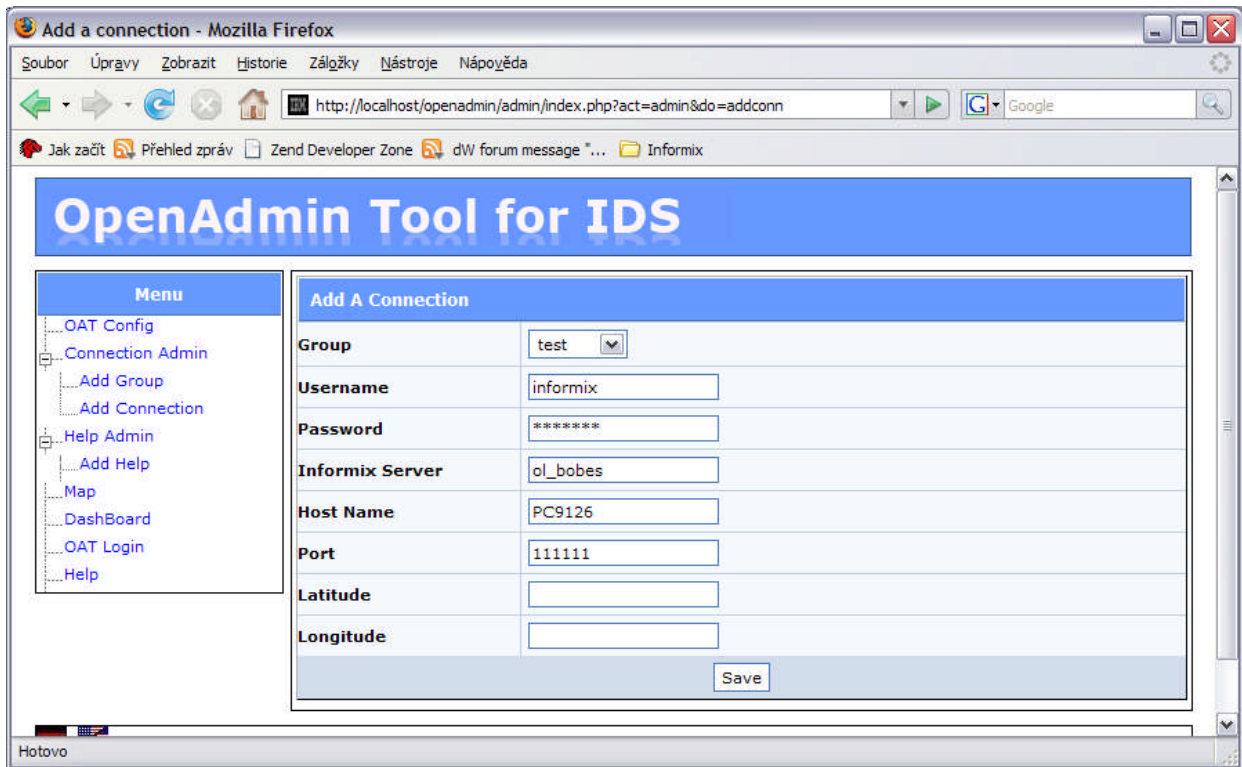 Add a connection - Mozilla Firefox
Soubor Úpravy Zobrazit Historie Záložky Nástroje Nápověda
http://localhost/openadmin/admin/index.php?act=admin&do=addconn
G Google
Jak začít Přehled zpráv Zend Developer Zone dW forum message "... Informix
OpenAdmin Tool for IDS
Menu
OAT Config
Connection Admin
Add Group
Add Connection
Help Admin
Add Help
Map
DashBoard
OAT Login
Help
Add A Connection
Group test
Username informix
Password *******
Informix Server ol_bobes
Host Name PC9126
Port 111111
Latitude
Longitude
Save
Hotovo